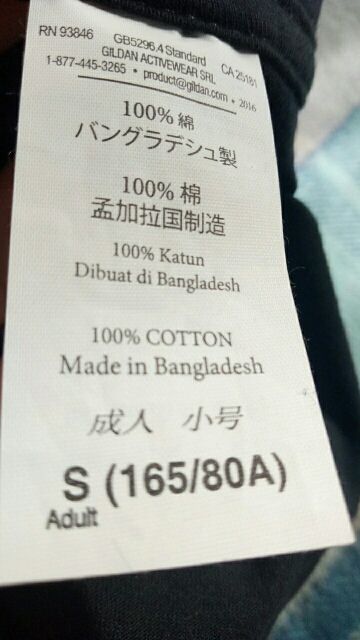 RN 93846 GB5296.4 Standard CA 25181
GILDAN ACTIVEWEAR SRL
1-877-445-3265 • product@gildan.com • 2016
100% 綿
バングラデシュ製
100% 棉
孟加拉国制造
100% Katun
Dibuat di Bangladesh
100% COTTON
Made in Bangladesh
成人 小号
S (165/80A)
Adult